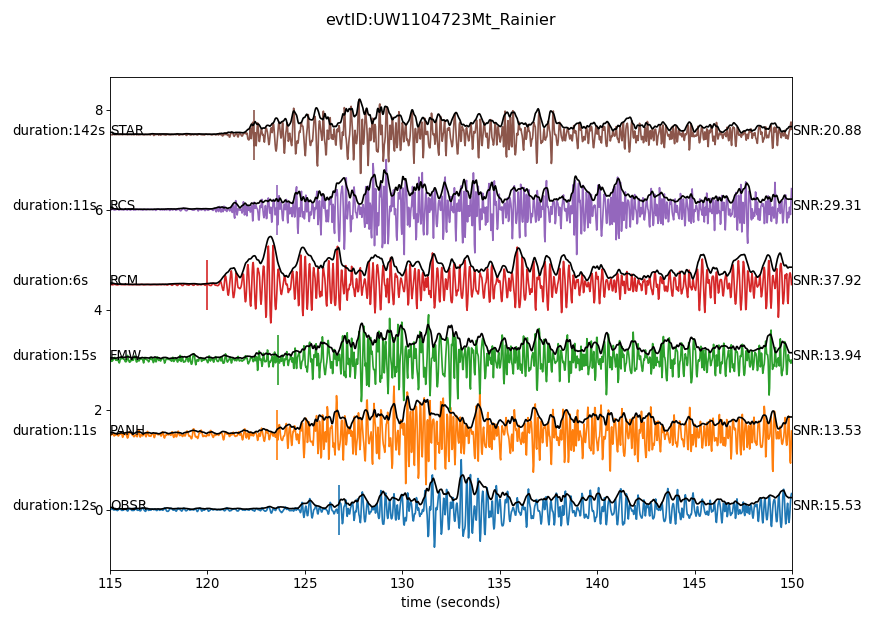 evtID:UW1104723Mt_Rainier
8
duration:142s STAR SNR:20.88
duration:11s RCS SNR:29.31
6
duration:6s RCM SNR:37.92
4
duration:15s FMW SNR:13.94
2
duration:11s PANH SNR:13.53
duration:12s OBSR SNR:15.53
0
115 120 125 130 135 140 145 150
time (seconds)